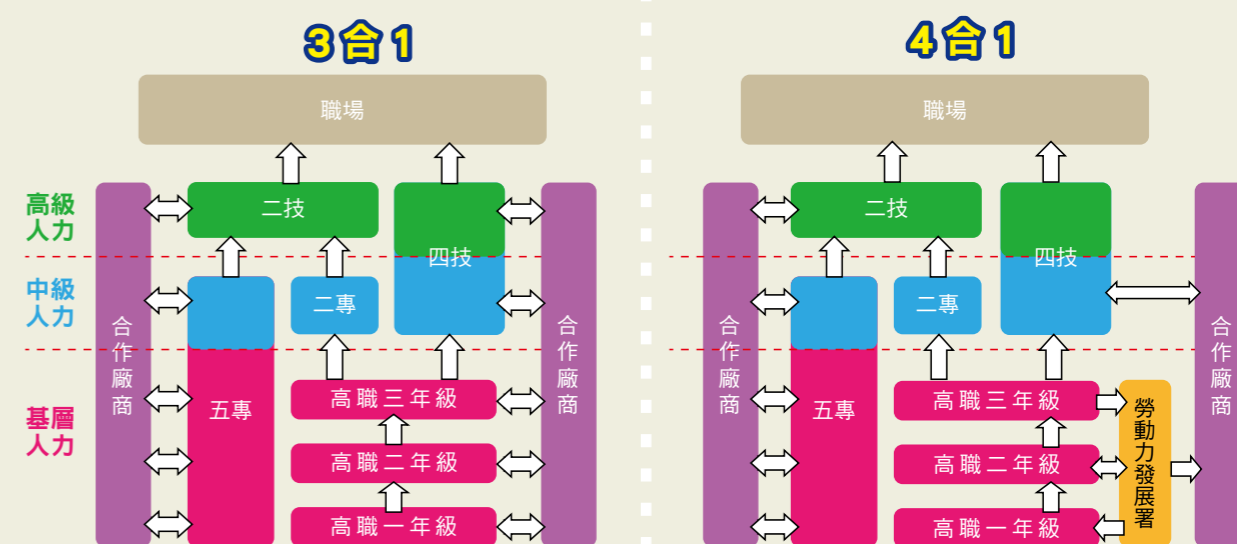 3合1
職場
高級
人力
中級
人力
基層
人力
合作廠商
二技
四技
二專
五專
高職三年級
高職二年級
高職一年級
合作廠商
4合1
職場
合作廠商
二技
四技
二專
五專
高職三年級
高職二年級
高職一年級
勞動力發展署
合作廠商